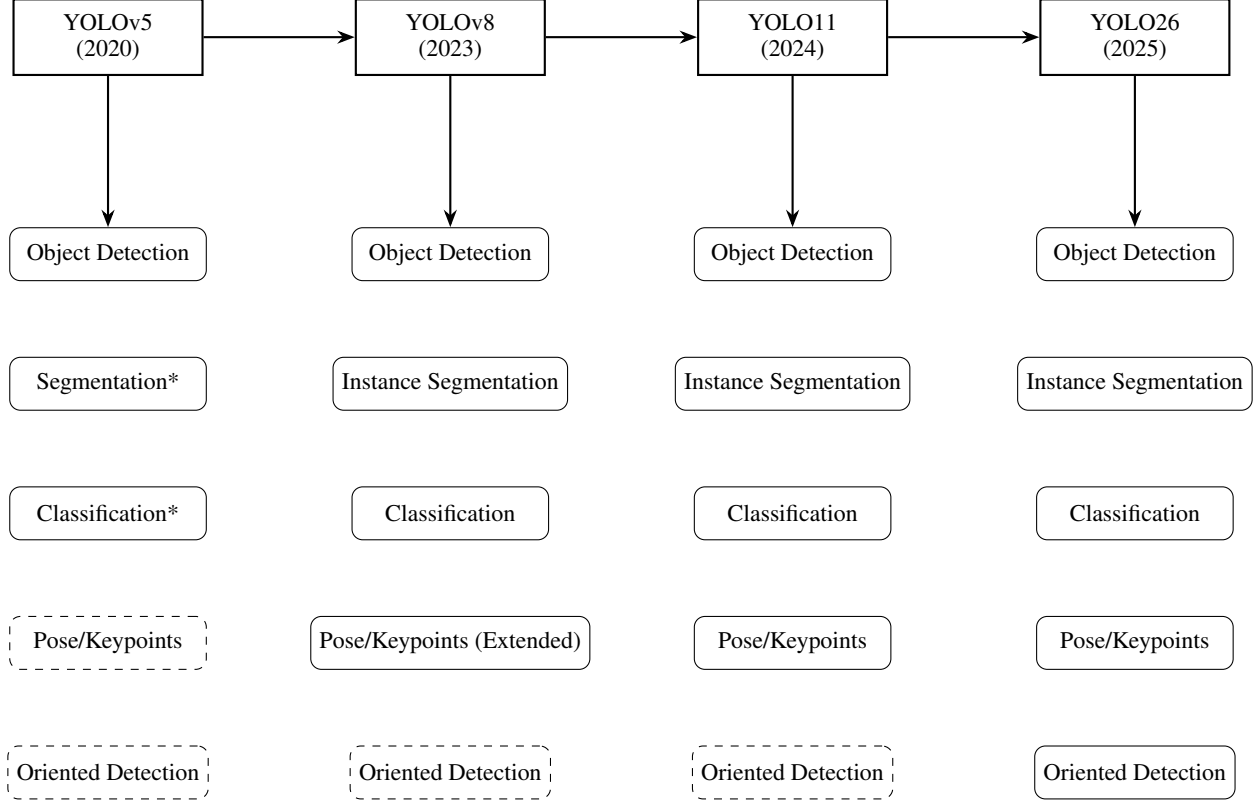 YOLOv5
(2020)
YOLOv8
(2023)
YOLO11
(2024)
YOLO26
(2025)
Object Detection
Object Detection
Object Detection
Object Detection
Segmentation*
Instance Segmentation
Instance Segmentation
Instance Segmentation
Classification*
Classification
Classification
Classification
Pose/Keypoints
Pose/Keypoints (Extended)
Pose/Keypoints
Pose/Keypoints
Oriented Detection
Oriented Detection
Oriented Detection
Oriented Detection